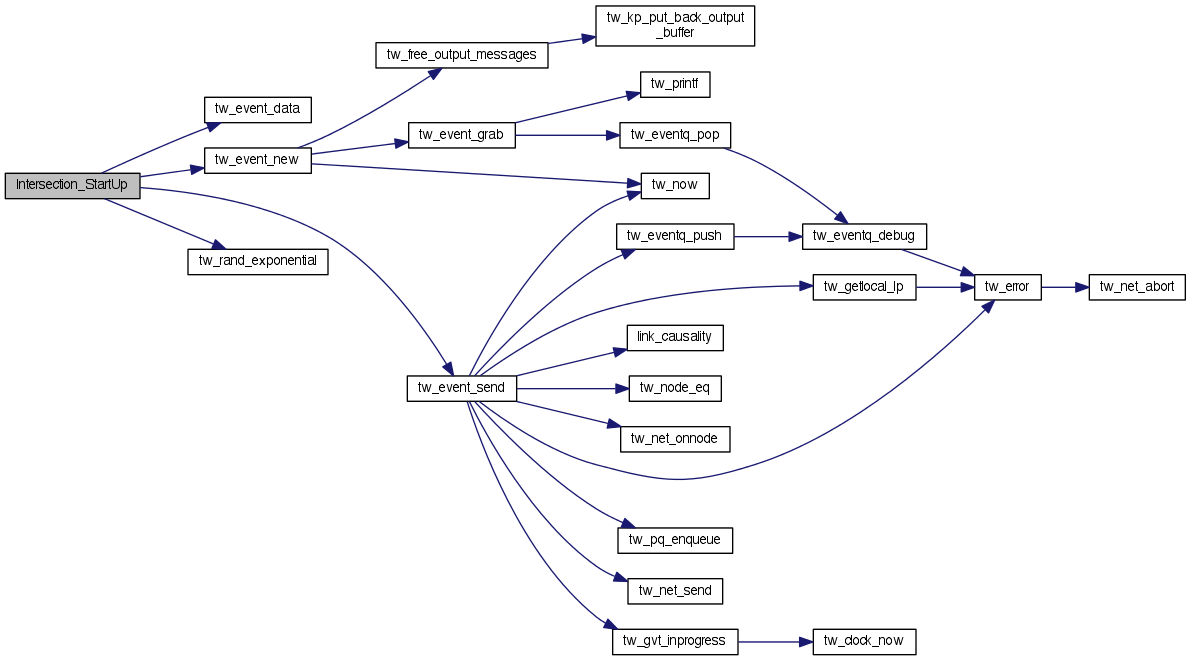 tw_kp_put_back_output
_buffer
tw_free_output_messages
tw_printf
tw_event_data
tw_event_grab
tw_eventq_pop
tw_event_new
Intersection_StartUp
tw_now
tw_eventq_push
tw_eventq_debug
tw_rand_exponential
tw_getlocal_lp
tw_error
tw_net_abort
link_causality
tw_event_send
tw_node_eq
tw_net_onnode
tw_pq_enqueue
tw_net_send
tw_gvt_inprogress
tw_clock_now